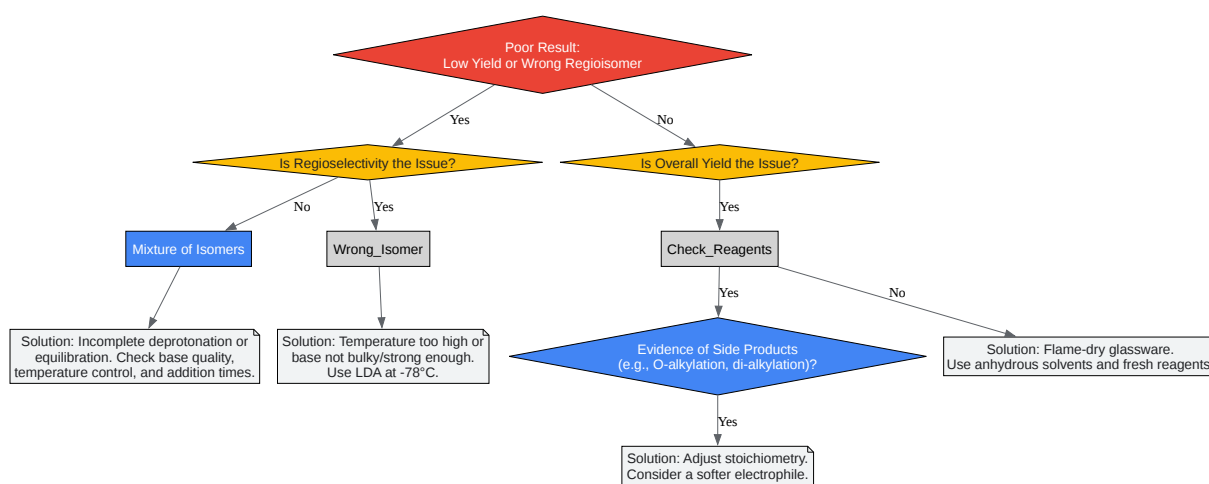 Poor Result:
Low Yield or Wrong Regioisomer
Yes
No
Is Regioselectivity the Issue?
Is Overall Yield the Issue?
No
Yes
Yes
Mixture of Isomers
Wrong_Isomer
Check_Reagents
Yes
No
Solution: Incomplete deprotonation or
equilibration. Check base quality,
temperature control, and addition times.
Solution: Temperature too high or
base not bulky/strong enough.
Use LDA at -78°C.
Evidence of Side Products
(e.g., O-alkylation, di-alkylation)?
Solution: Flame-dry glassware.
Use anhydrous solvents and fresh reagents
Yes
Solution: Adjust stoichiometry.
Consider a softer electrophile.